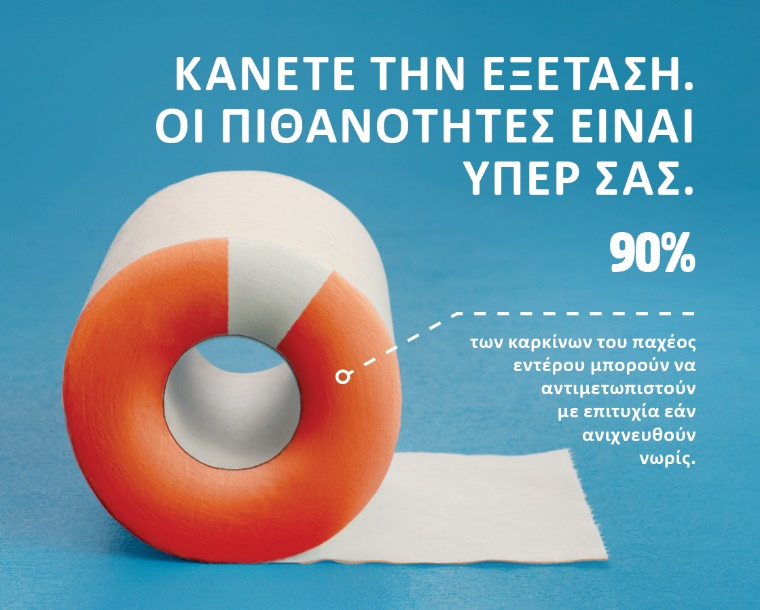 ΚΑΝΕΤΕ ΤΗΝ ΕΞΕΤΑΣΗ.
ΟΙ ΠΙΘΑΝΟΤΗΤΕΣ ΕΙΝΑΙ
ΥΠΕΡ ΣΑΣ.
90%
των καρκίνων του παχέος
εντέρου μπορούν να
αντιμετωπιστούν
με επιτυχία εάν
ανιχνευθούν
νωρίς.